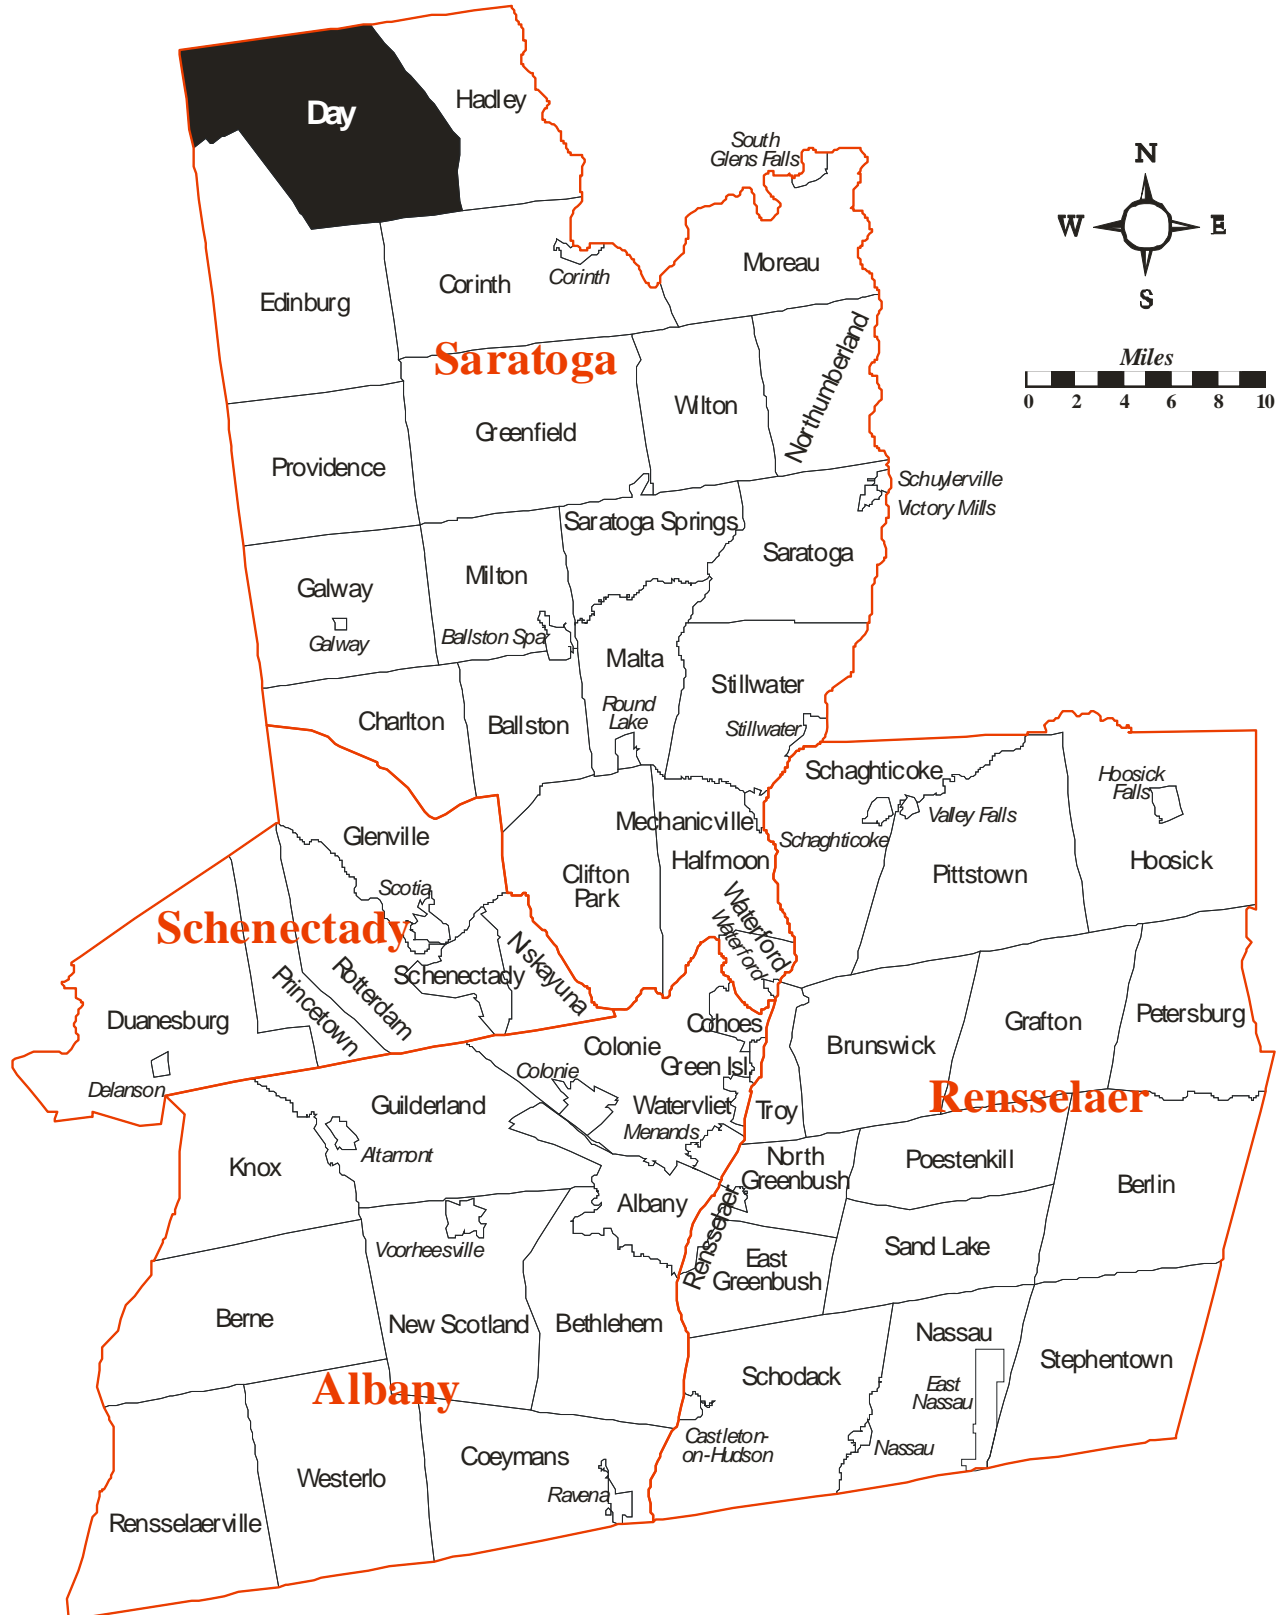 Day
Hadley
South
Glens Falls
N
W
E
S
Moreau
Corinth
Corinth
Edinburg
Miles
0 2 4 6 8 10
Saratoga
Northumberland
Wilton
Greenfield
Providence
Schuylerville
Victory Mills
Saratoga Springs
Saratoga
Milton
Galway
Galway
Ballston Spa
Malta
Stillwater
Round
Lake
Stillwater
Charlton
Ballston
Schaghticoke
Hoosick
Falls
Valley Falls
Schaghticoke
Mechanicville
Glenville
Halfmoon
Hoosick
Clifton
Park
Pittstown
Scotia
Waterford
Waterford
Schenectady
Niskayuna
Schenectady
Rotterdam
Princetown
Duanesburg
Petersburg
Grafton
Cohoes
Colonie
Brunswick
Green Isl.
Colonie
Delanson
Rensselaer
Guilderland
Watervliet
Troy
Menands
Altamont
Knox
North
Greenbush
Poestenkill
Berlin
Albany
Rensselaer
Voorheesville
Sand Lake
East
Greenbush
Berne
New Scotland
Bethlehem
Nassau
Stephentown
Schodack
Albany
East
Nassau
Castleton-
on-Hudson
Nassau
Coeymans
Westerlo
Ravena
Rensselaerville